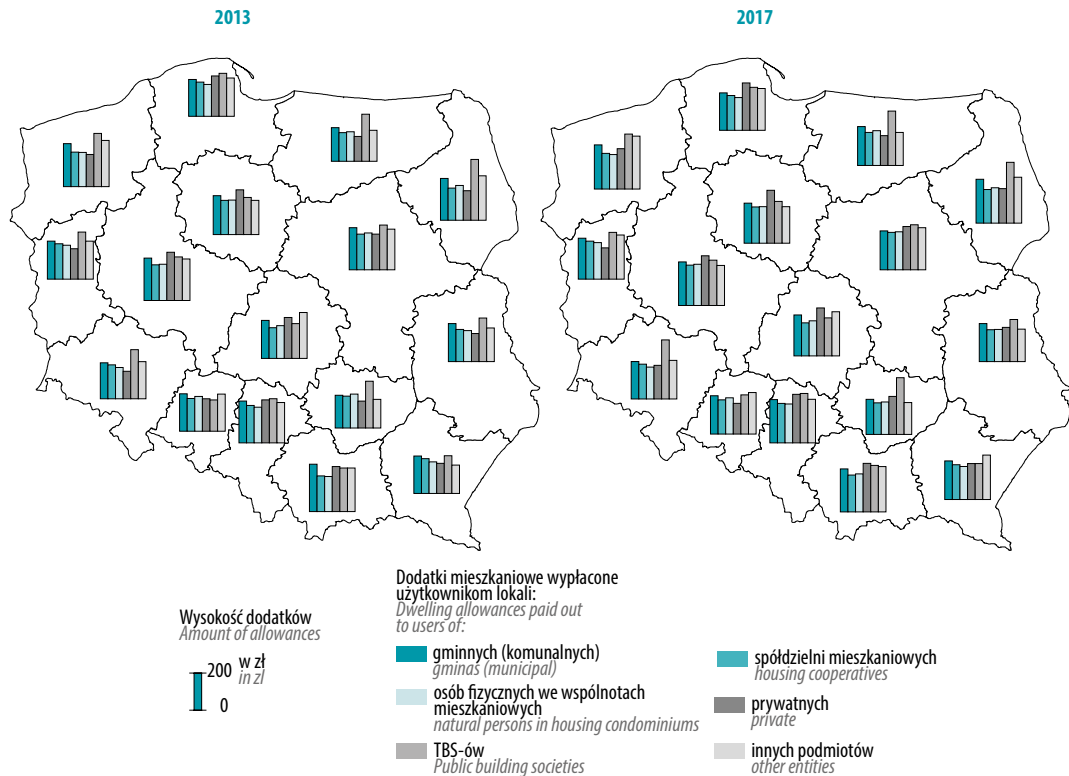 2013
2017
Wysokość dodatków
Amount of allowances
200
w zł
in zl
0
Dodatki mieszkaniowe wypłacone
użytkownikom lokali:
Dwelling allowances paid out
to users of:
gminnych (komunalnych)
gminas (municipal)
osób fizycznych we wspólnotach
mieszkaniowych
natural persons in housing condominiums
TBS-ów
Public building societies
spółdzielni mieszkaniowych
housing cooperatives
prywatnych
private
innych podmiotów
other entities